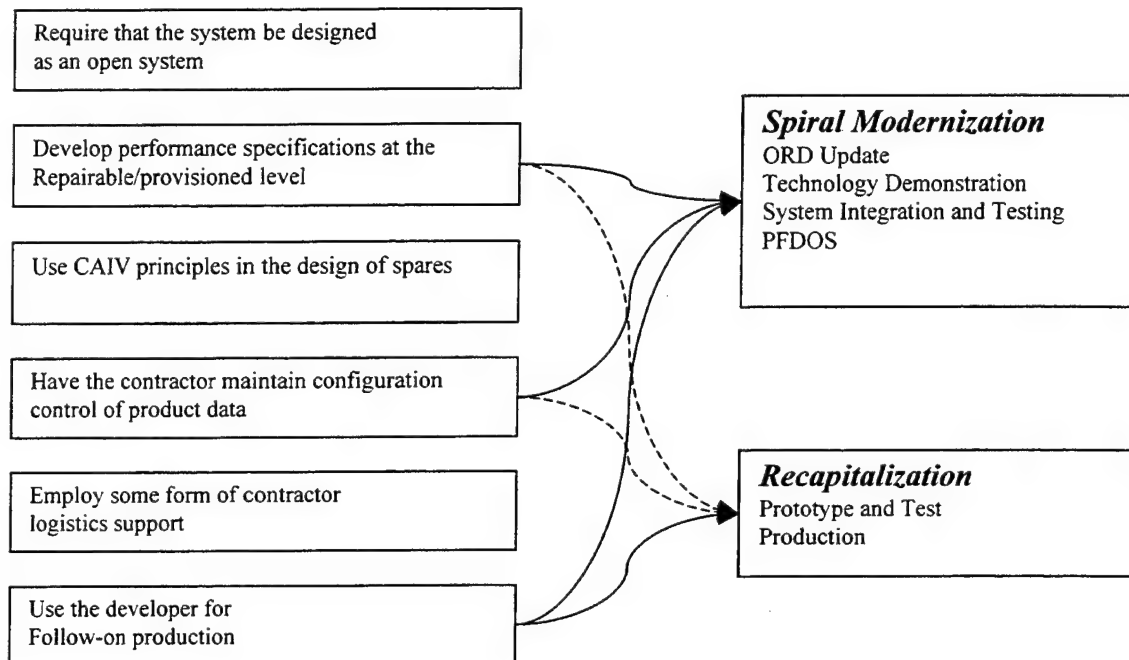 Require that the system be designed
as an open system
Develop performance specifications at the
Repairable/provisioned level
Use CAIV principles in the design of spares
Have the contractor maintain configuration
control of product data
Employ some form of contractor
logistics support
Use the developer for
Follow-on production
Spiral Modernization
ORD Update
Technology Demonstration
System Integration and Testing
PFDOS
Recapitalization
Prototype and Test
Production